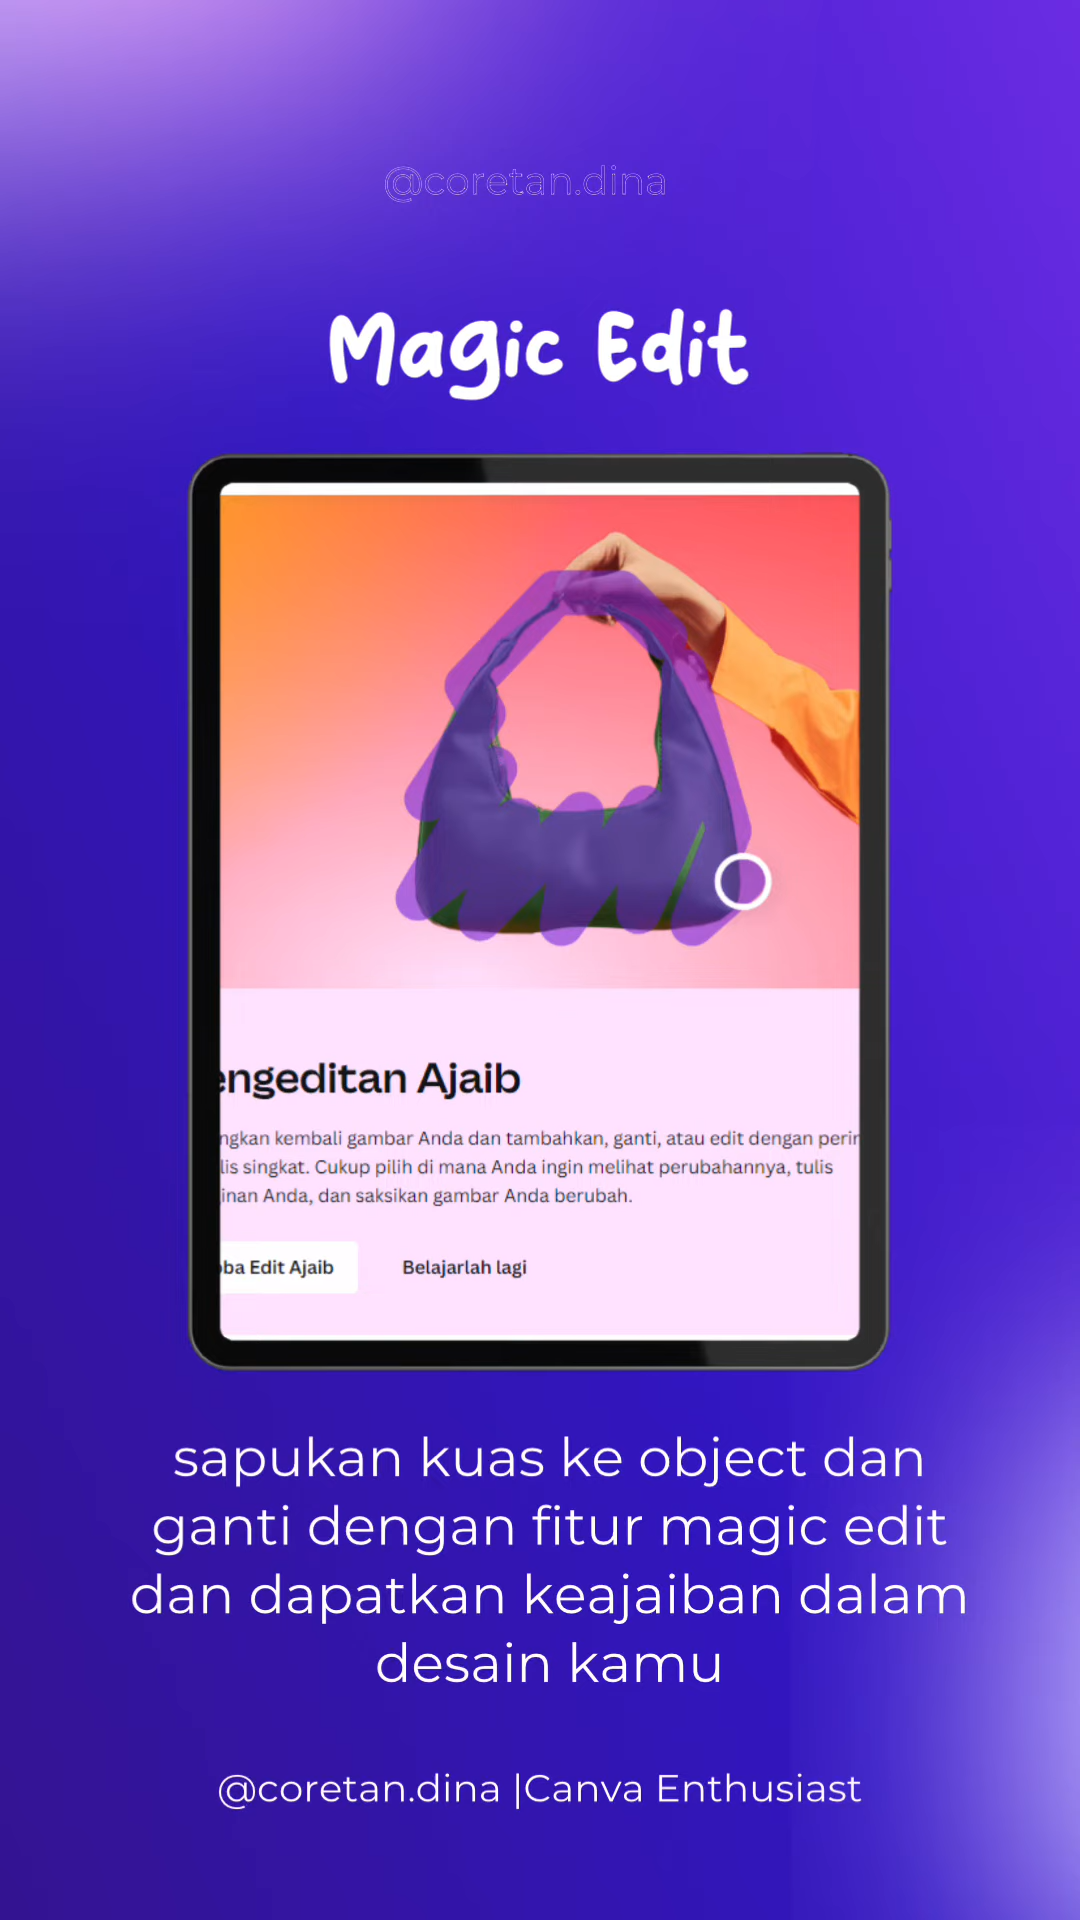 @coretan.dina
Magic Edit
engeditan Ajaib
ngkan kembali gambar Anda dan tambahkan, ganti, atau edit dengan perin
lis singkat. Cukup pilih di mana Anda ingin melihat perubahannya, tulis
inan Anda, dan saksikan gambar Anda berubah.
ba Edit Ajaib
Belajarlah lagi
sapukan kuas ke object dan
ganti dengan fitur magic edit
dan dapatkan keajaiban dalam
desain kamu
@coretan.dina |Canva Enthusiast